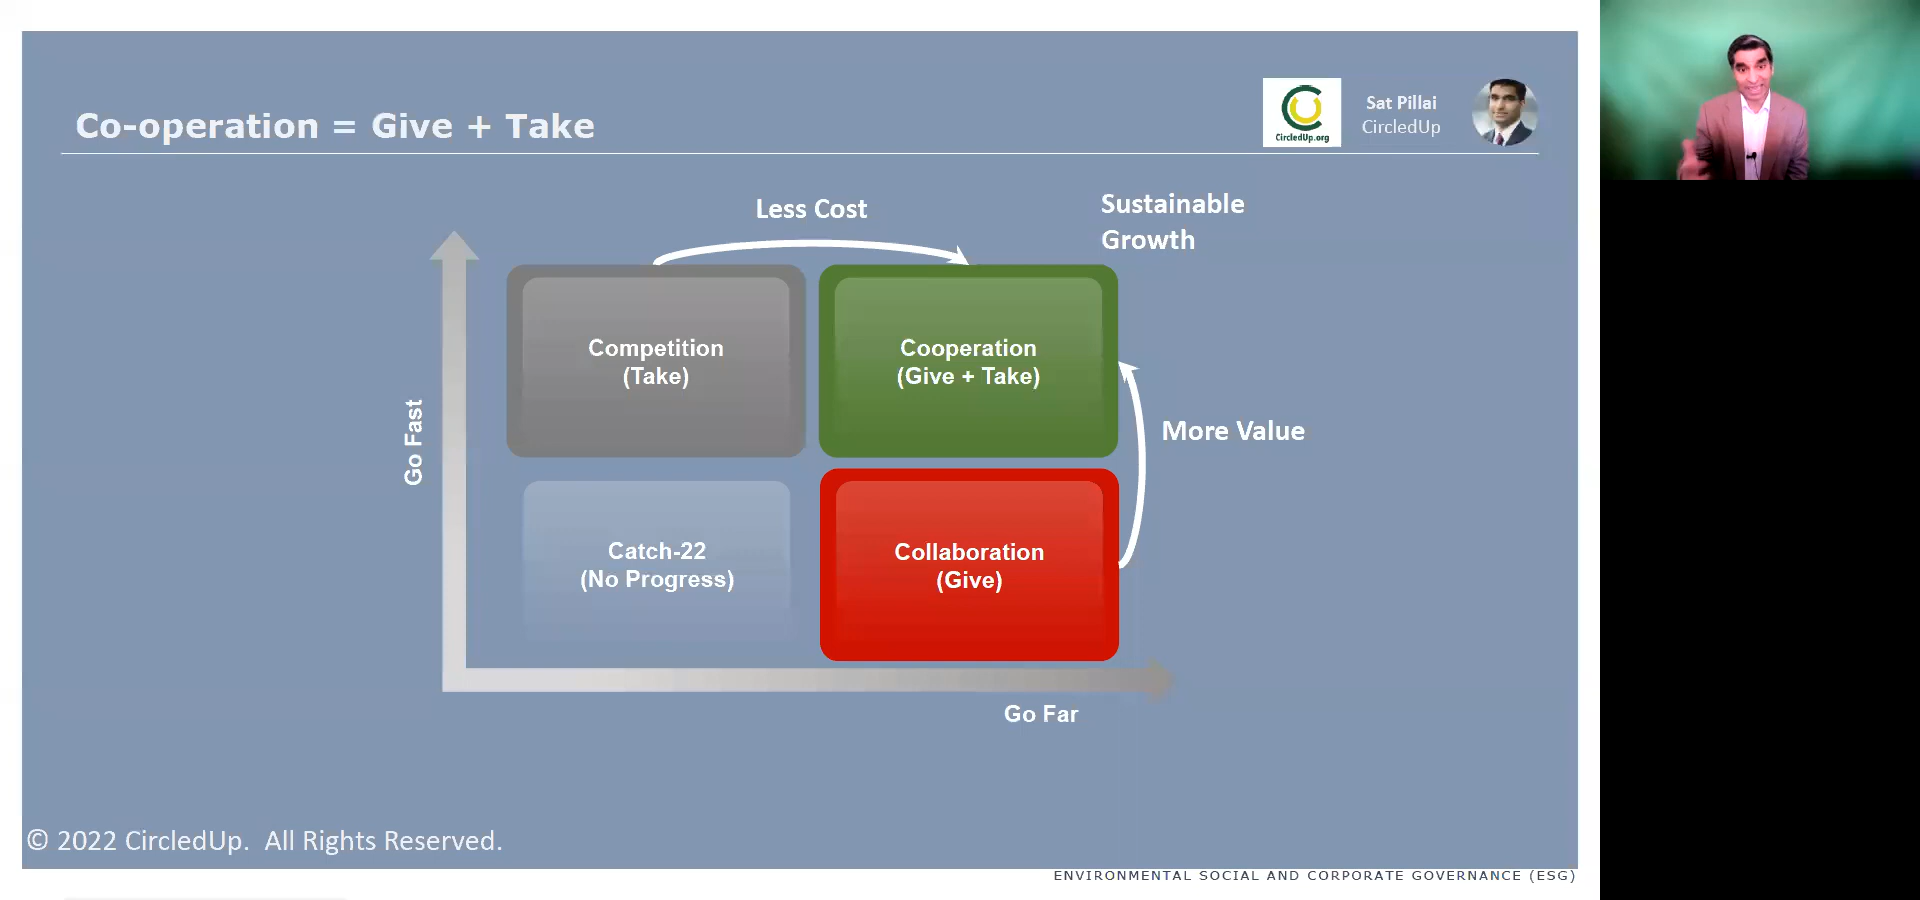 Co-operation = Give + Take
CircledUp.org
Sat Pillai
CircledUp
Less Cost
Sustainable
Growth
Competition
(Take)
Cooperation
(Give + Take)
Go Fast
More Value
Catch-22
(No Progress)
Collaboration
(Give)
Go Far
© 2022 CircledUp.  All Rights Reserved.
ENVIRONMENTAL SOCIAL AND CORPORATE GOVERNANCE (ESG)